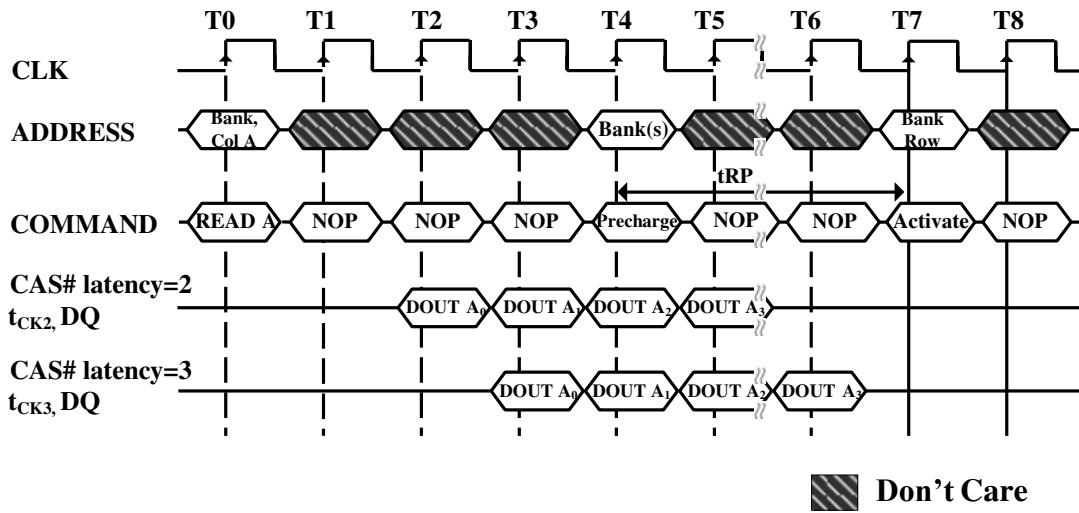 T0 T1 T2 T3 T4 T5 T6 T7 T8
CLK
ADDRESS
Bank,
Col A
Bank(s)
Bank
Row
tRP
COMMAND
READ A NOP NOP NOP Precharge NOP NOP Activate NOP
CAS# latency=2
tCK2, DQ
DOUT A0 DOUT A1 DOUT A2 DOUT A3
CAS# latency=3
tCK3, DQ
DOUT A0 DOUT A1 DOUT A2 DOUT A3
Don't Care